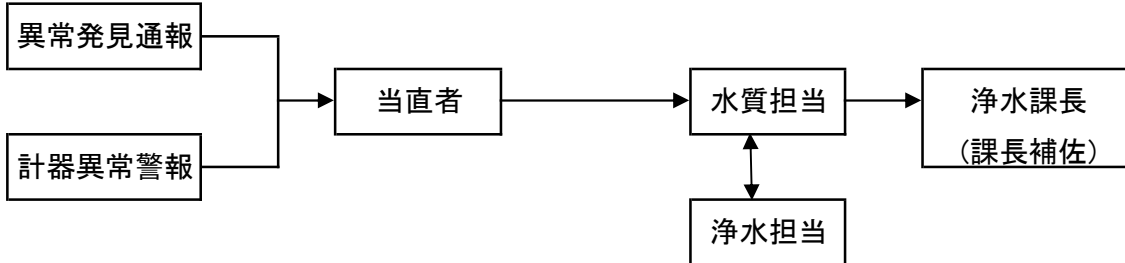 異常発見通報
計器異常警報
当直者
水質担当
浄水担当
浄水課長
(課長補佐)